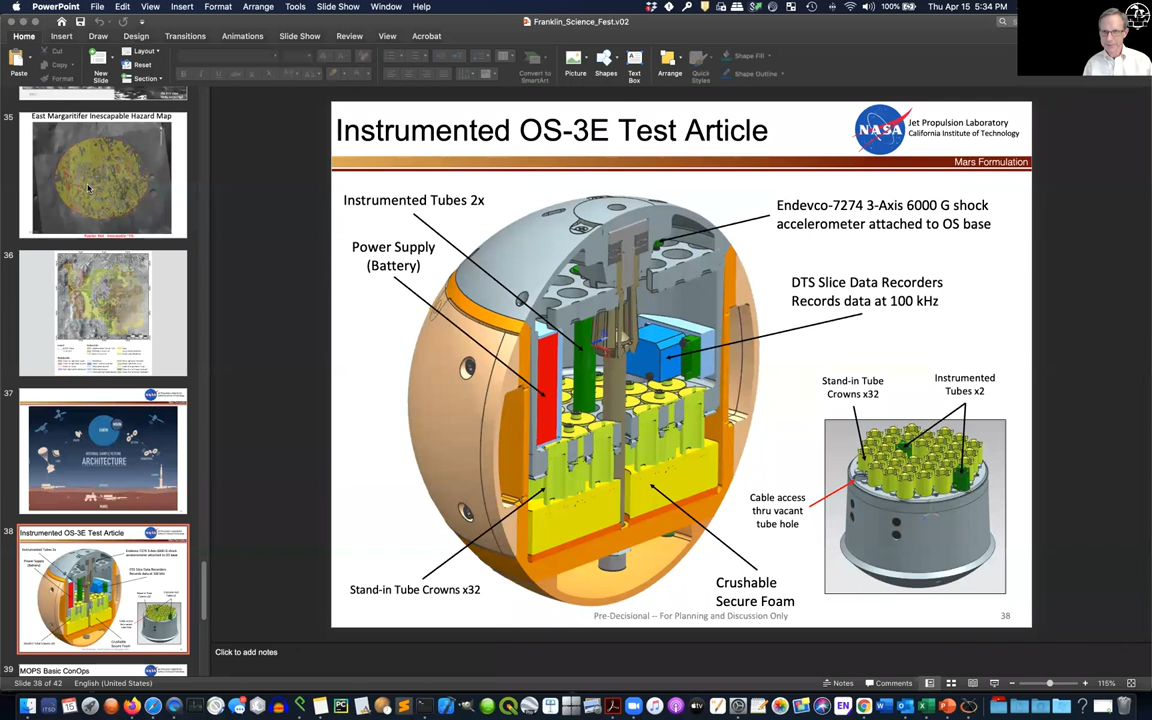 PowerPoint File Edit View Insert Format Arrange Tools Slide Show Window Help
100% Thu Apr 15 5:34 PM
Franklin_Science_Fest.v02
Home Insert Draw Design Transitions Animations Slide Show Review View Acrobat
Paste
Cut
Copy
Format
New
Slide
Layout
Reset
Section
Convert to
SmartArt
Picture
Shapes
Text
Box
Arrange
Quick
Styles
Shape Fill
Shape Outline
35
East Margaritifer Inescapable Hazard Map
36
37
EARTH
ARCHITECTURE
38
Instrumented OS-3E Test Article
39
MOPS Basic ConOps
Instrumented OS-3E Test Article
NASA
Jet Propulsion Laboratory
California Institute of Technology
Mars Formulation
Instrumented Tubes 2x
Power Supply
(Battery)
Endevco-7274 3-Axis 6000 G shock
accelerometer attached to OS base
DTS Slice Data Recorders
Records data at 100 kHz
Stand-in Tube
Crowns x32
Instrumented
Tubes x2
Cable access
thru vacant
tube hole
Stand-in Tube Crowns x32
Crushable
Secure Foam
Pre-Decisional -- For Planning and Discussion Only
38
Click to add notes
Slide 38 of 42 English (United States)
Notes Comments 115%